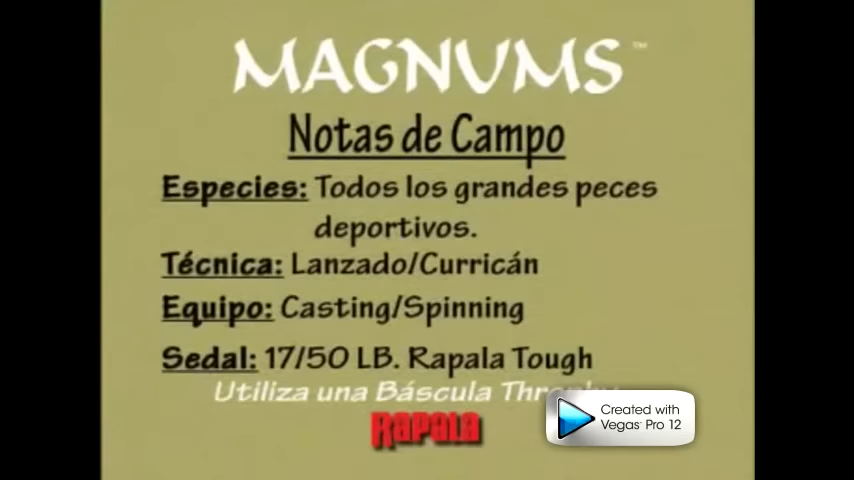 MAGNUMS™
Notas de Campo
Especies: Todos los grandes peces
deportivos.
Técnica: Lanzado/Curricán
Equipo: Casting/Spinning
Sedal: 17/50 LB. Rapala Tough
Utiliza una Báscula
Rapala
Created with
Vegas Pro 12